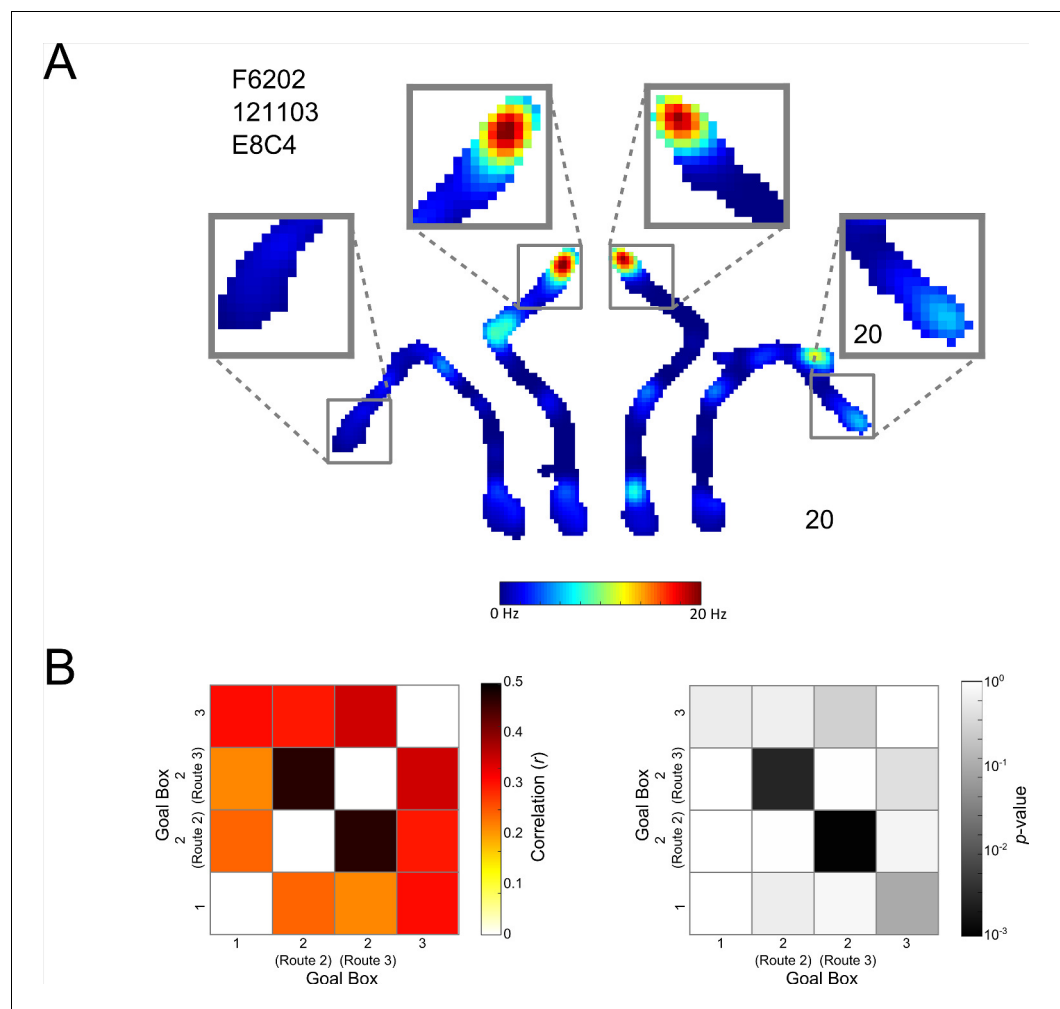 A
F6202
121103
E8C4
20
20
0 Hz
20 Hz
B
Goal Box
3
2
(Route 3)
2
(Route 2)
1
1
2
2
3
(Route 2)
(Route 3)
Goal Box
0.5
0.4
0.3
0.2
0.1
0
Correlation (r)
Goal Box
3
2
(Route 3)
2
(Route 2)
1
1
2
2
3
(Route 2)
(Route 3)
Goal Box
10⁰
10⁻¹
10⁻²
10⁻³
p-value